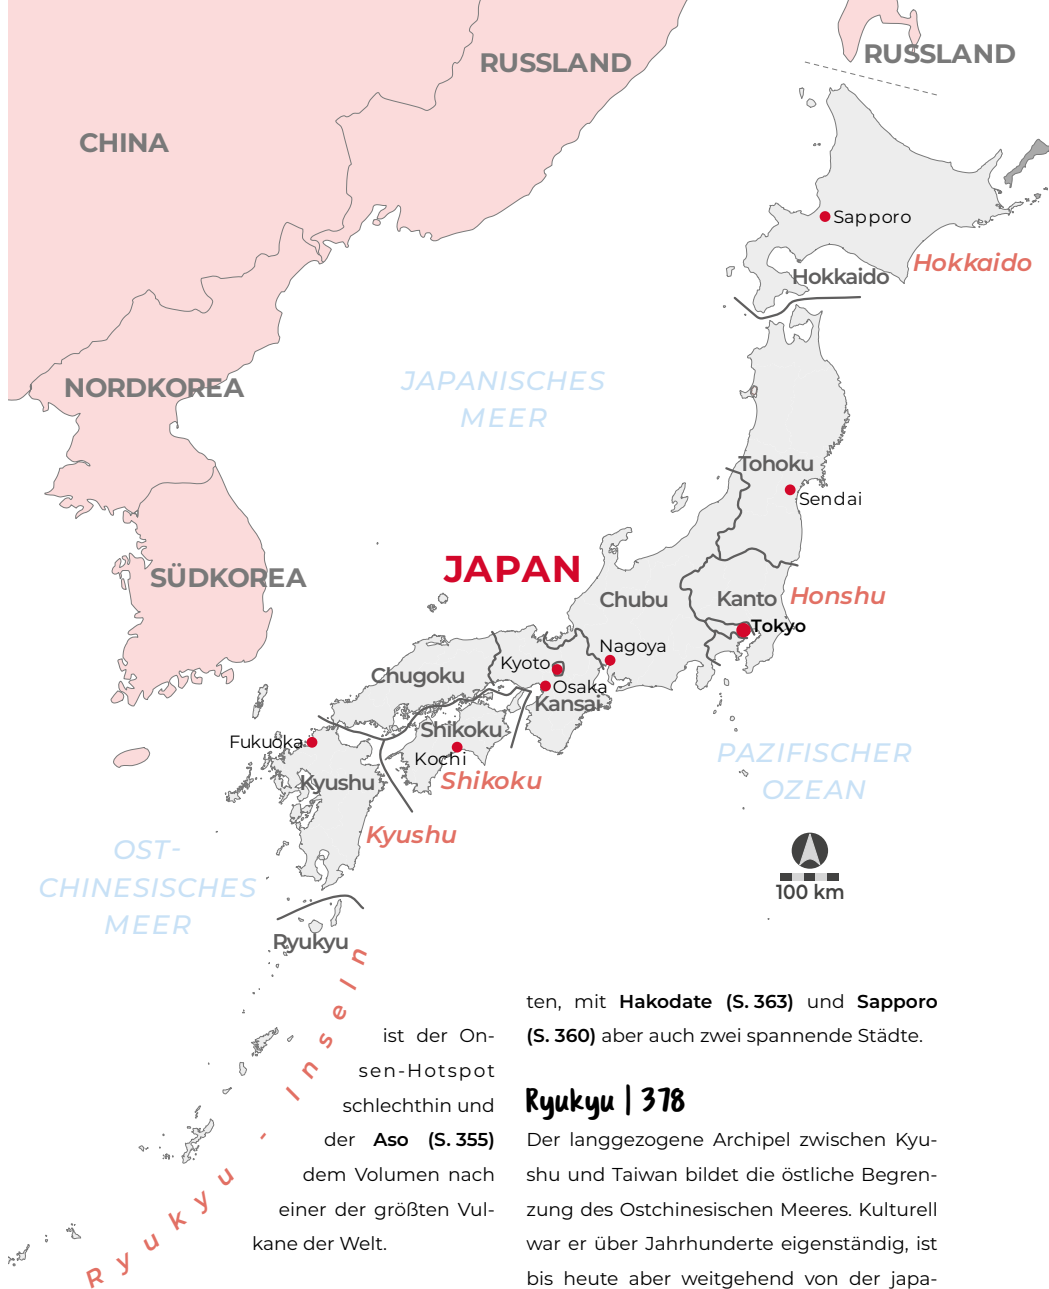 RUSSLAND
RUSSLAND
CHINA
Sapporo
Hokkaido
Hokkaido
NORDKOREA
JAPANISCHES
MEER
Tohoku
Sendai
JAPAN
SÜDKOREA
Chubu
Kanto
Honshu
Tokyo
Nagoya
Kyoto
Chugoku
Osaka
Kansai
Shikoku
Fukuoka
Kochi
Shikoku
Kyushu
PAZIFISCHER
OZEAN
Kyushu
OST-
CHINESISCHES
MEER
100 km
Ryukyu
Ryukyu - Inseln
ist der On-
sen-Hotspot
schlechthin und
der Aso (S. 355)
dem Volumen nach
einer der größten Vul-
kane der Welt.
ten, mit Hakodate (S. 363) und Sapporo
(S. 360) aber auch zwei spannende Städte.
Ryukyu | 378
Der langgezogene Archipel zwischen Kyu-
shu und Taiwan bildet die östliche Begren-
zung des Ostchinesischen Meeres. Kulturell
war er über Jahrhunderte eigenständig, ist
bis heute aber weitgehend von der japa-